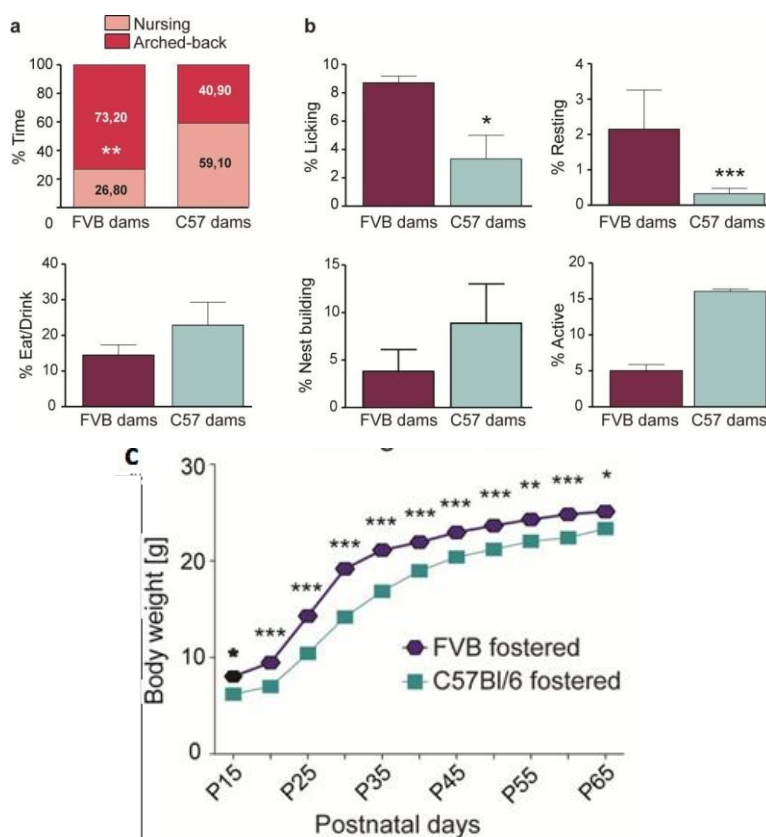 a
Nursing
Arched-back
% Time
100
80
60
40
20
0
73,20
**
26,80
40,90
59,10
FVB dams
C57 dams
b
% Licking
10
8
6
4
2
0
*
FVB dams
C57 dams
% Resting
4
3
2
1
0
***
FVB dams
C57 dams
% Eat/Drink
40
30
20
10
0
FVB dams
C57 dams
% Nest building
15
10
5
0
FVB dams
C57 dams
% Active
20
15
10
5
0
FVB dams
C57 dams
c
Body weight [g]
30
20
10
0
* *** *** *** *** *** *** *** ** *** *
FVB fostered
C57Bl/6 fostered
P15 P25 P35 P45 P55 P65
Postnatal days